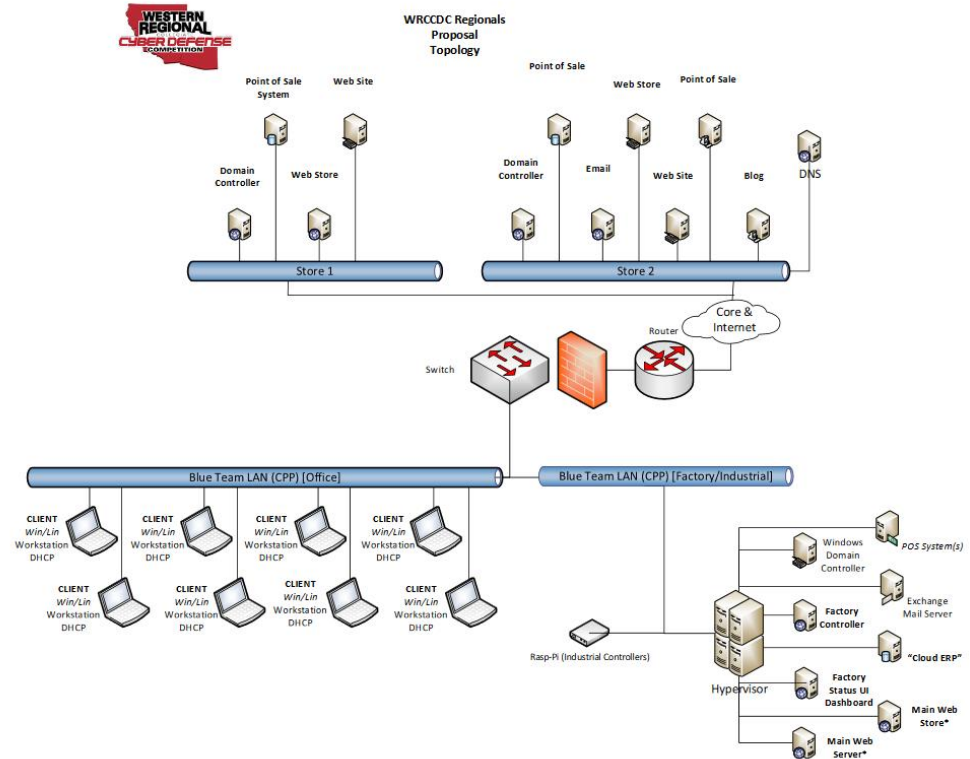 WESTERN
REGIONAL
CYBER DEFENSE
COMPETITION
WRCCDC Regionals
Proposal
Topology
Point of Sale
System
Web Site
Domain
Controller
Web Store
Store 1
Point of Sale
Web Store
Point of Sale
Domain
Controller
Email
Web Site
Blog
DNS
Store 2
Core &
Internet
Router
Switch
Blue Team LAN (CPP) [Office]
Blue Team LAN (CPP) [Factory/Industrial]
CLIENT
Win/Lin
Workstation
DHCP
CLIENT
Win/Lin
Workstation
DHCP
CLIENT
Win/Lin
Workstation
DHCP
CLIENT
Win/Lin
Workstation
DHCP
CLIENT
Win/Lin
Workstation
DHCP
CLIENT
Win/Lin
Workstation
DHCP
CLIENT
Win/Lin
Workstation
DHCP
CLIENT
Win/Lin
Workstation
DHCP
Rasp-Pi (Industrial Controllers)
Hypervisor
Windows
Domain
Controller
POS System(s)
Exchange
Mail Server
Factory
Controller
"Cloud ERP"
Factory
Status UI
Dashboard
Main Web
Store*
Main Web
Server*